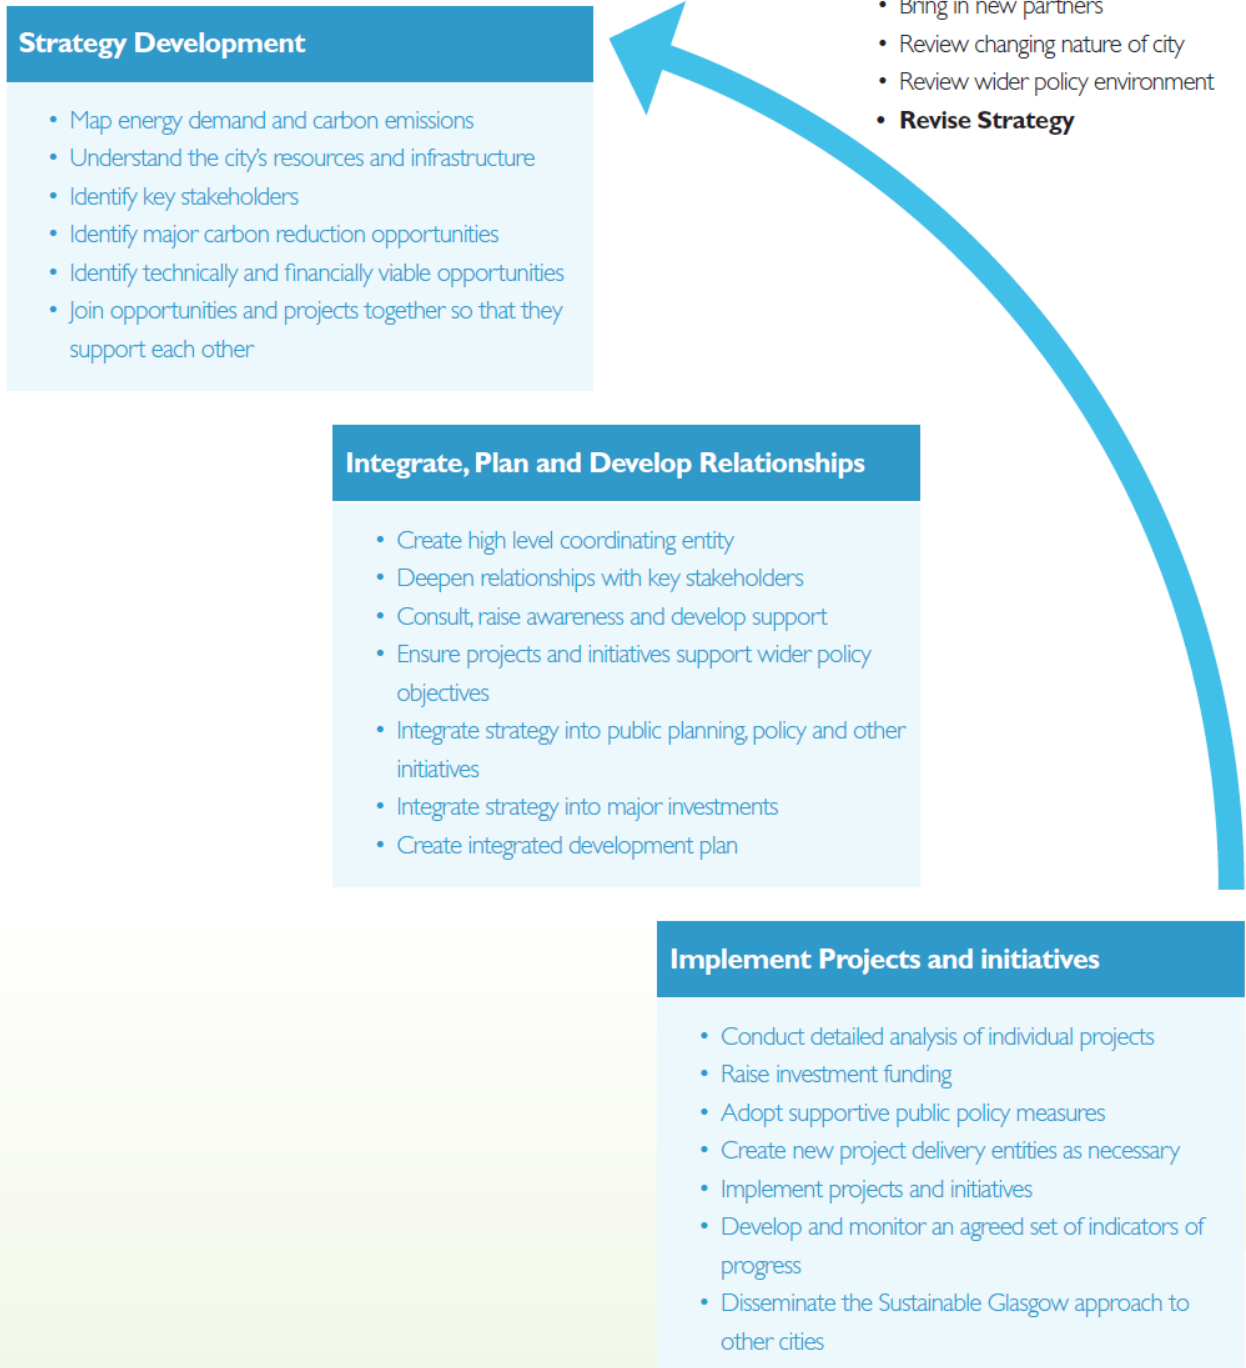 • Bring in new partners
• Review changing nature of city
• Review wider policy environment
• Revise Strategy
Strategy Development
• Map energy demand and carbon emissions
• Understand the city's resources and infrastructure
• Identify key stakeholders
• Identify major carbon reduction opportunities
• Identify technically and financially viable opportunities
• Join opportunities and projects together so that they
support each other
Integrate, Plan and Develop Relationships
• Create high level coordinating entity
• Deepen relationships with key stakeholders
• Consult, raise awareness and develop support
• Ensure projects and initiatives support wider policy
objectives
• Integrate strategy into public planning, policy and other
initiatives
• Integrate strategy into major investments
• Create integrated development plan
Implement Projects and initiatives
• Conduct detailed analysis of individual projects
• Raise investment funding
• Adopt supportive public policy measures
• Create new project delivery entities as necessary
• Implement projects and initiatives
• Develop and monitor an agreed set of indicators of
progress
• Disseminate the Sustainable Glasgow approach to
other cities